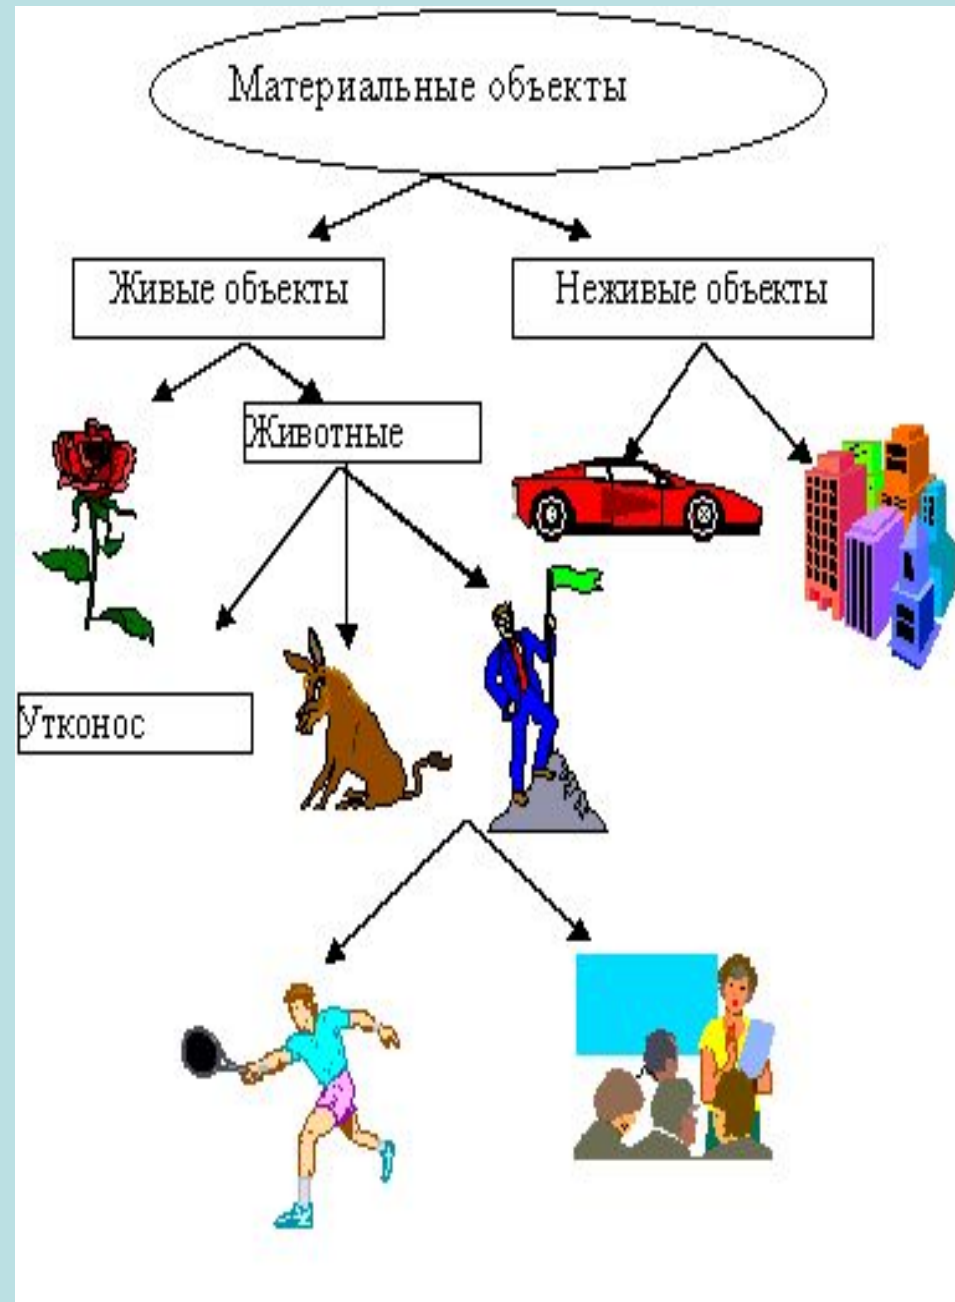 Материальные объекты
Живые объекты
Неживые объекты
Животные
Утконос